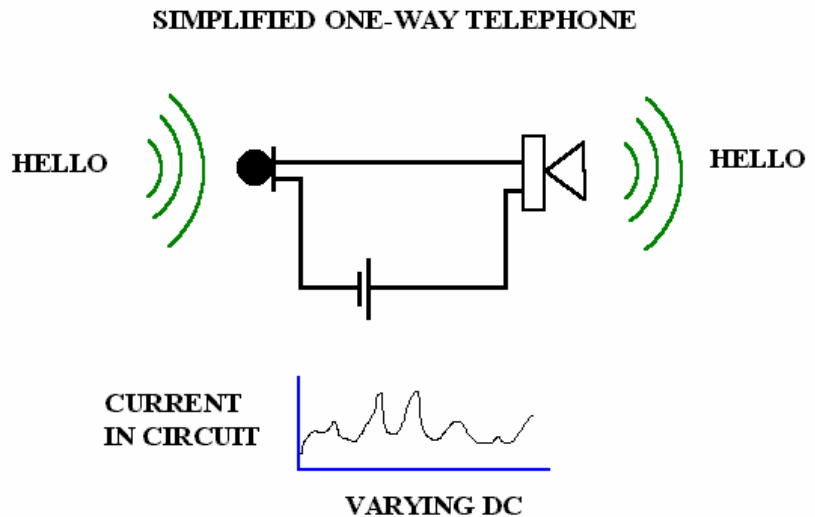 SIMPLIFIED ONE-WAY TELEPHONE
HELLO
HELLO
CURRENT
IN CIRCUIT
VARYING DC